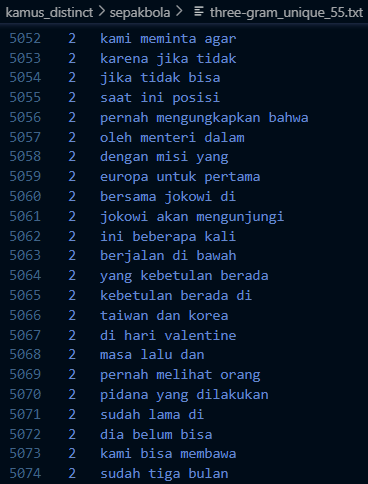 kamus_distinct > sepakbola > three-gram_unique_55.txt
5052 2 kami meminta agar
5053 2 karena jika tidak
5054 2 jika tidak bisa
5055 2 saat ini posisi
5056 2 pernah mengungkapkan bahwa
5057 2 oleh menteri dalam
5058 2 dengan misi yang
5059 2 europa untuk pertama
5060 2 bersama jokowi di
5061 2 jokowi akan mengunjungi
5062 2 ini beberapa kali
5063 2 berjalan di bawah
5064 2 yang kebetulan berada
5065 2 kebetulan berada di
5066 2 taiwan dan korea
5067 2 di hari valentine
5068 2 masa lalu dan
5069 2 pernah melihat orang
5070 2 pidana yang dilakukan
5071 2 sudah lama di
5072 2 dia belum bisa
5073 2 kami bisa membawa
5074 2 sudah tiga bulan